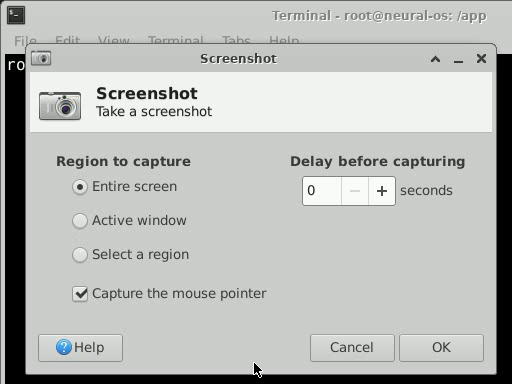 Terminal - root@neural-os: /app
File Edit View Terminal Tabs Help
ro
Screenshot
Screenshot
Take a screenshot
Region to capture
Entire screen
Active window
Select a region
Capture the mouse pointer
Delay before capturing
0 seconds
Help
Cancel
OK